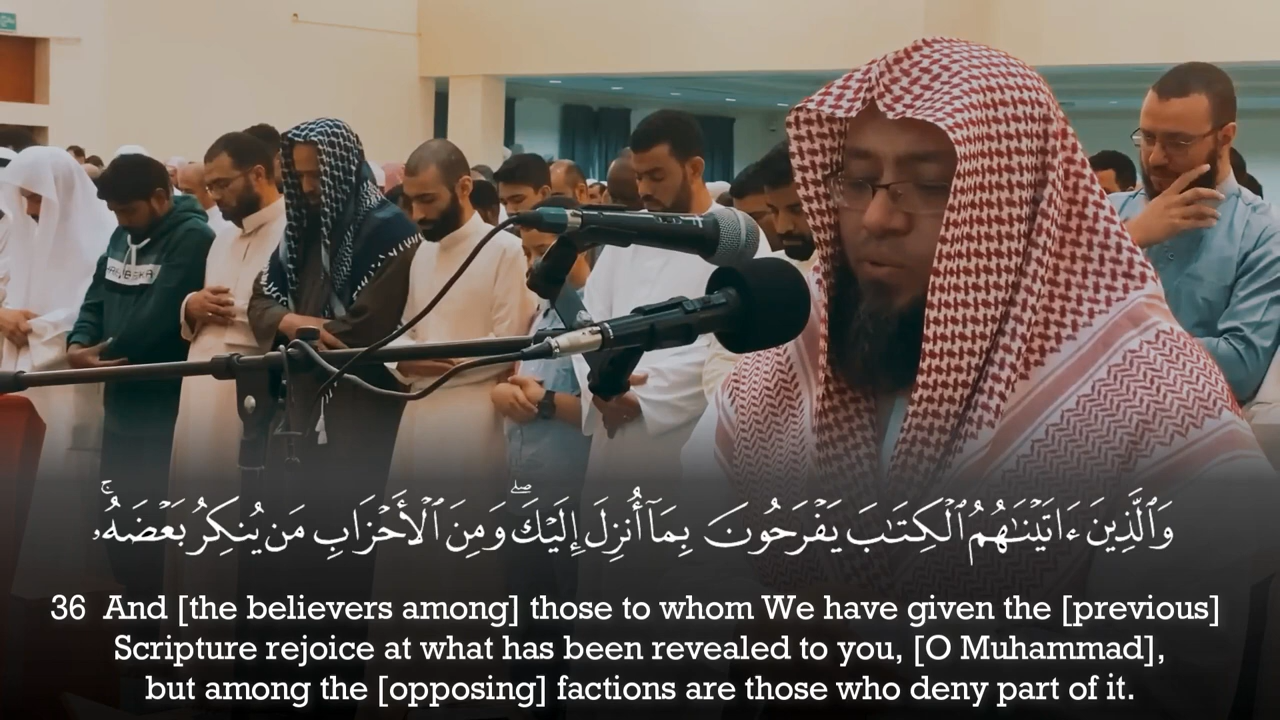 وَٱلَّذِينَ ءَاتَيْنَٰهُمُ ٱلْكِتَٰبَ يَفْرَحُونَ بِمَآ أُنزِلَ إِلَيْكَ ۖ وَمِنَ ٱلْأَحْزَابِ مَن يُنكِرُ بَعْضَهُۥ ۚ
36 And [the believers among] those to whom We have given the [previous]
Scripture rejoice at what has been revealed to you, [O Muhammad],
but among the [opposing] factions are those who deny part of it.